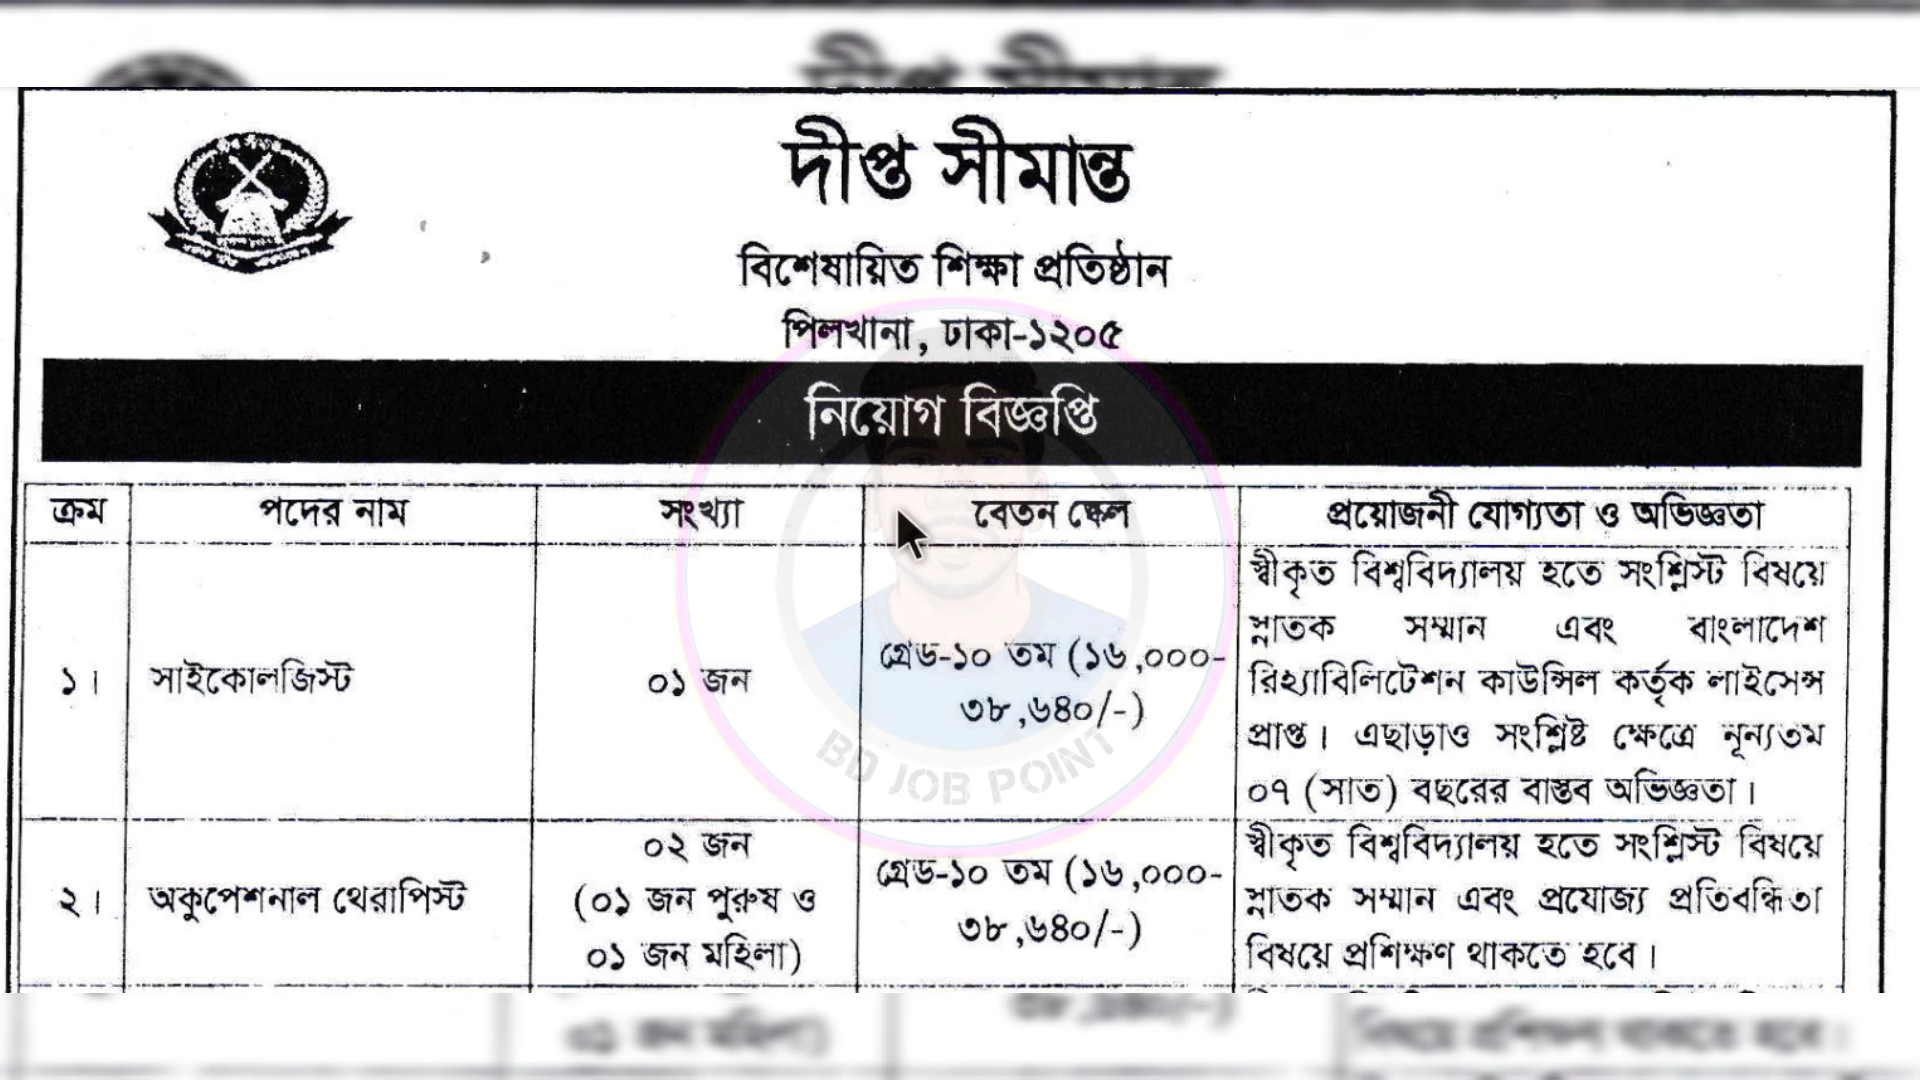 দীপ্ত সীমান্ত
বিশেষায়িত শিক্ষা প্রতিষ্ঠান
পিলখানা, ঢাকা-১২০৫
নিয়োগ বিজ্ঞপ্তি
ক্রম পদের নাম সংখ্যা বেতন স্কেল প্রয়োজনী যোগ্যতা ও অভিজ্ঞতা
১। সাইকোলজিস্ট ০১ জন গ্রেড-১০ তম (১৬,০০০-
৩৮,৬৪০/-)
স্বীকৃত বিশ্ববিদ্যালয় হতে সংশ্লিস্ট বিষয়ে
স্নাতক সম্মান এবং বাংলাদেশ
রিহ্যাবিলিটেশন কাউন্সিল কর্তৃক লাইসেন্স
প্রাপ্ত। এছাড়াও সংশ্লিষ্ট ক্ষেত্রে নূন্যতম
০৭ (সাত) বছরের বাস্তব অভিজ্ঞতা।
২। অকুপেশনাল থেরাপিস্ট ০২ জন
(০১ জন পুরুষ ও
০১ জন মহিলা)
গ্রেড-১০ তম (১৬,০০০-
৩৮,৬৪০/-)
স্বীকৃত বিশ্ববিদ্যালয় হতে সংশ্লিস্ট বিষয়ে
স্নাতক সম্মান এবং প্রযোজ্য প্রতিবন্ধিতা
বিষয়ে প্রশিক্ষণ থাকতে হবে।
BD JOB POINT